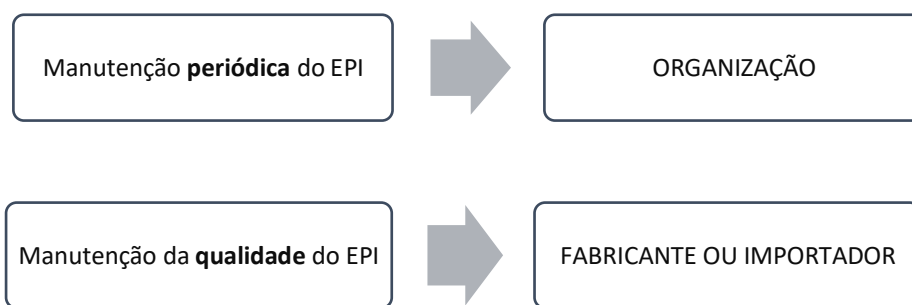 Manutenção periódica do EPI
ORGANIZAÇÃO
Manutenção da qualidade do EPI
FABRICANTE OU IMPORTADOR